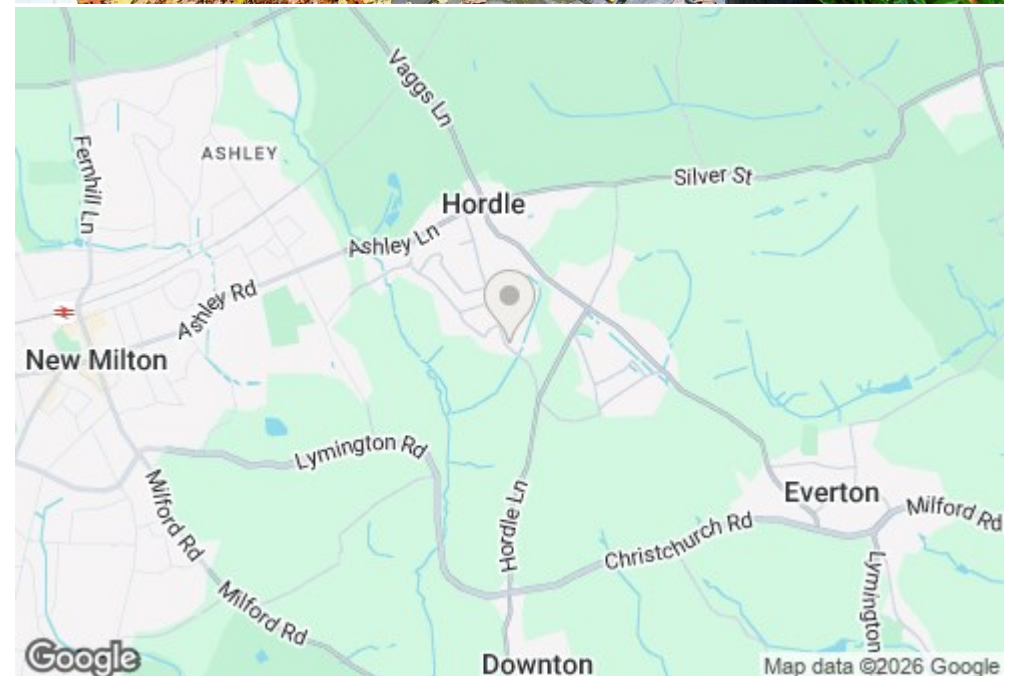 Vaggs Ln
Fernhill Ln
ASHLEY
Silver St
Hordle
Ashley Ln
Ashley Rd
New Milton
Lymington Rd
Milford Rd
Hordle Ln
Everton
Milford Rd
Christchurch Rd
Milford Rd
Lymington
Downton
Google
Map data ©2026 Google